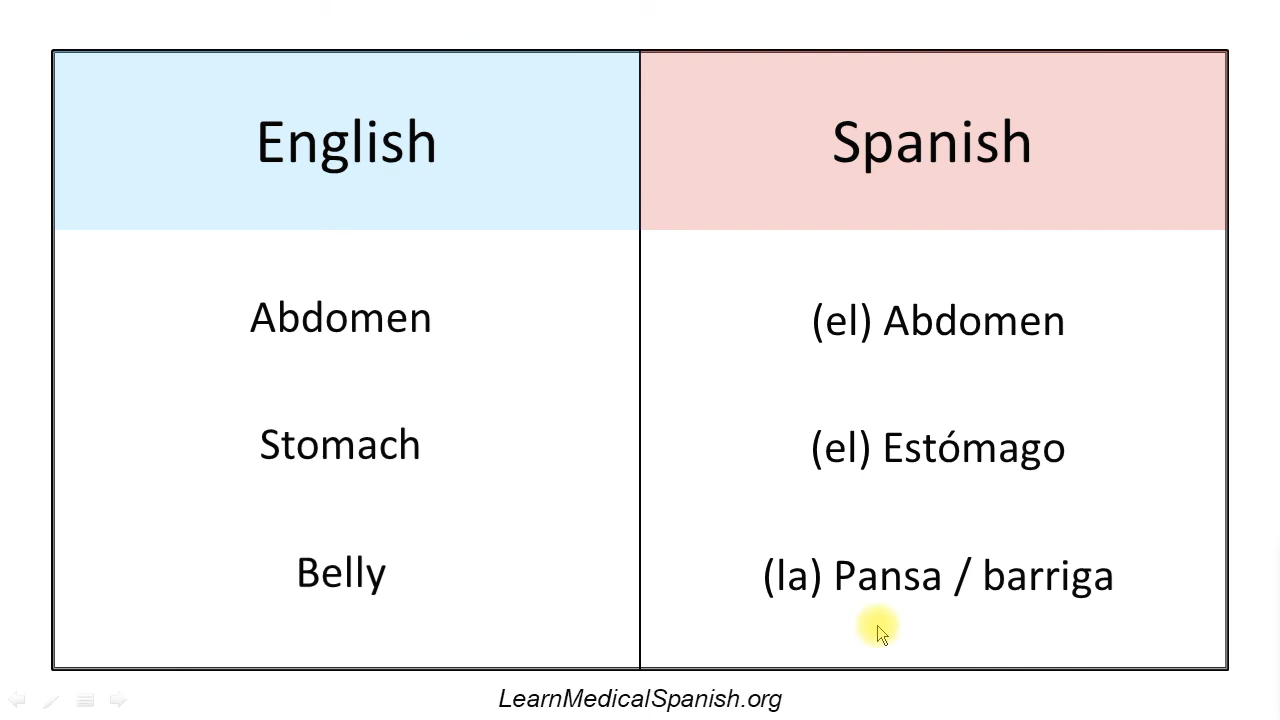 English Spanish
Abdomen (el) Abdomen
Stomach (el) Estómago
Belly (la) Pansa / barriga
LearnMedicalSpanish.org